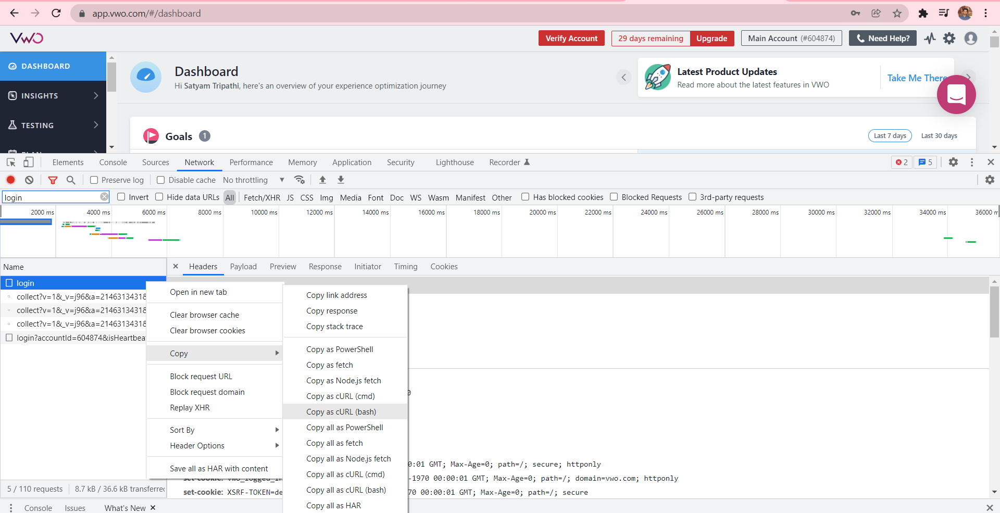 app.vwo.com/#/dashboard
VWO
Verify Account
29 days remaining
Upgrade
Main Account (#604874)
Need Help?
DASHBOARD
INSIGHTS
TESTING
Dashboard
Hi Satyam Tripathi, here's an overview of your experience optimization journey
Latest Product Updates
Read more about the latest features in VWO
Take Me There
Goals 1
Last 7 days
Last 30 days
Elements
Console
Sources
Network
Performance
Memory
Application
Security
Lighthouse
Recorder
2
5
Preserve log
Disable cache
No throttling
login
Invert
Hide data URLs
All
Fetch/XHR
JS
CSS
Img
Media
Font
Doc
WS
Wasm
Manifest
Other
Has blocked cookies
Blocked Requests
3rd-party requests
2000 ms
4000 ms
6000 ms
8000 ms
10000 ms
12000 ms
14000 ms
16000 ms
18000 ms
20000 ms
22000 ms
24000 ms
26000 ms
28000 ms
30000 ms
32000 ms
34000 ms
36000 m
Name
Headers
Payload
Preview
Response
Initiator
Timing
Cookies
login
collect?v=1&_v=j96&a=2146313431&
collect?v=1&_v=j96&a=2146313431&
collect?v=1&_v=j96&a=2146313431&
login?accountId=604874&isHeartbea
Open in new tab
Clear browser cache
Clear browser cookies
Copy
Block request URL
Block request domain
Replay XHR
Sort By
Header Options
Save all as HAR with content
Copy link address
Copy response
Copy stack trace
Copy as PowerShell
Copy as fetch
Copy as Node.js fetch
Copy as cURL (cmd)
Copy as cURL (bash)
Copy all as PowerShell
Copy all as fetch
Copy all as Node.js fetch
Copy all as cURL (cmd)
Copy all as cURL (bash)
Copy all as HAR
0:01 GMT; Max-Age=0; path=/; secure; httponly
set-cookie: vwo_logged_in -1970 00:00:01 GMT; Max-Age=0; path=/; domain=vwo.com; httponly
set-cookie: XSRF-TOKEN=de 70 00:00:01 GMT; Max-Age=0; path=/; secure
5 / 110 requests
8.7 kB / 36.6 kB transferred
Console
Issues
What's New